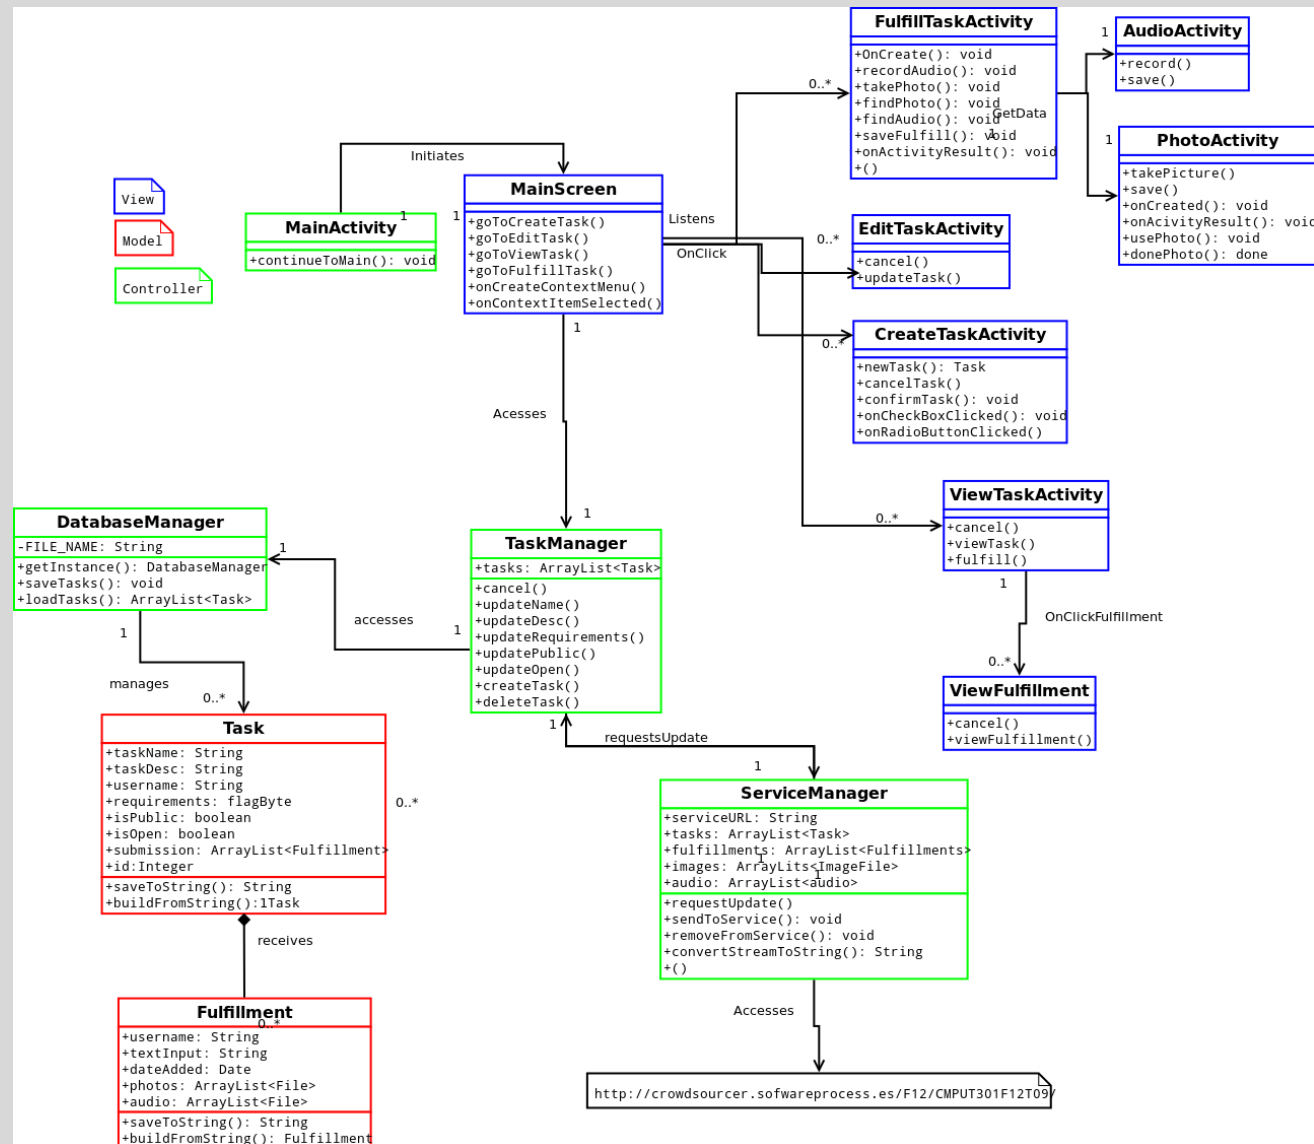 View
Model
Controller
Initiates
MainActivity
1
+continueToMain(): void
1
MainScreen
+goToCreateTask()
+goToEditTask()
+goToViewTask()
+goToFulfillTask()
+onCreateContextMenu()
+onContextItemSelected()
Listens
OnClick
0..*
FulfillTaskActivity
+OnCreate(): void
+recordAudio(): void
+takePhoto(): void
+findPhoto(): void
+findAudio(): void
+saveFulfill(): void
+onActivityResult(): void
+()
GetData
1
1
AudioActivity
+record()
+save()
1
PhotoActivity
+takePicture()
+save()
+onCreated(): void
+onAcivityResult(): void
+usePhoto(): void
+donePhoto(): done
0..*
EditTaskActivity
+cancel()
+updateTask()
0..*
CreateTaskActivity
+newTask(): Task
+cancelTask()
+confirmTask(): void
+onCheckBoxClicked(): void
+onRadioButtonClicked()
1
Acesses
1
0..*
ViewTaskActivity
+cancel()
+viewTask()
+fulfill()
1
OnClickFulfillment
0..*
ViewFulfillment
+cancel()
+viewFulfillment()
DatabaseManager
-FILE_NAME: String
+getInstance(): DatabaseManager
+saveTasks(): void
+loadTasks(): ArrayList<Task>
1
accesses
1
TaskManager
+tasks: ArrayList<Task>
+cancel()
+updateName()
+updateDesc()
+updateRequirements()
+updatePublic()
+updateOpen()
+createTask()
+deleteTask()
1
manages
0..*
1
requestsUpdate
1
Task
+taskName: String
+taskDesc: String
+username: String
+requirements: flagByte
+isPublic: boolean
+isOpen: boolean
+submission: ArrayList<Fulfillment>
+id:Integer
+saveToString(): String
+buildFromString():1Task
0..*
ServiceManager
+serviceURL: String
+tasks: ArrayList<Task>
+fulfillments: ArrayList<Fulfillments>
+images: ArrayLits<ImageFile>
+audio: ArrayList<audio>
1
1
+requestUpdate()
+sendToService(): void
+removeFromService(): void
+convertStreamToString(): String
+()
receives
Fulfillment
0..*
+username: String
+textInput: String
+dateAdded: Date
+photos: ArrayList<File>
+audio: ArrayList<File>
+saveToString(): String
+buildFromString(): Fulfillment
Accesses
http://crowdsourcer.sofwareprocess.es/F12/CMPUT301F12T09/